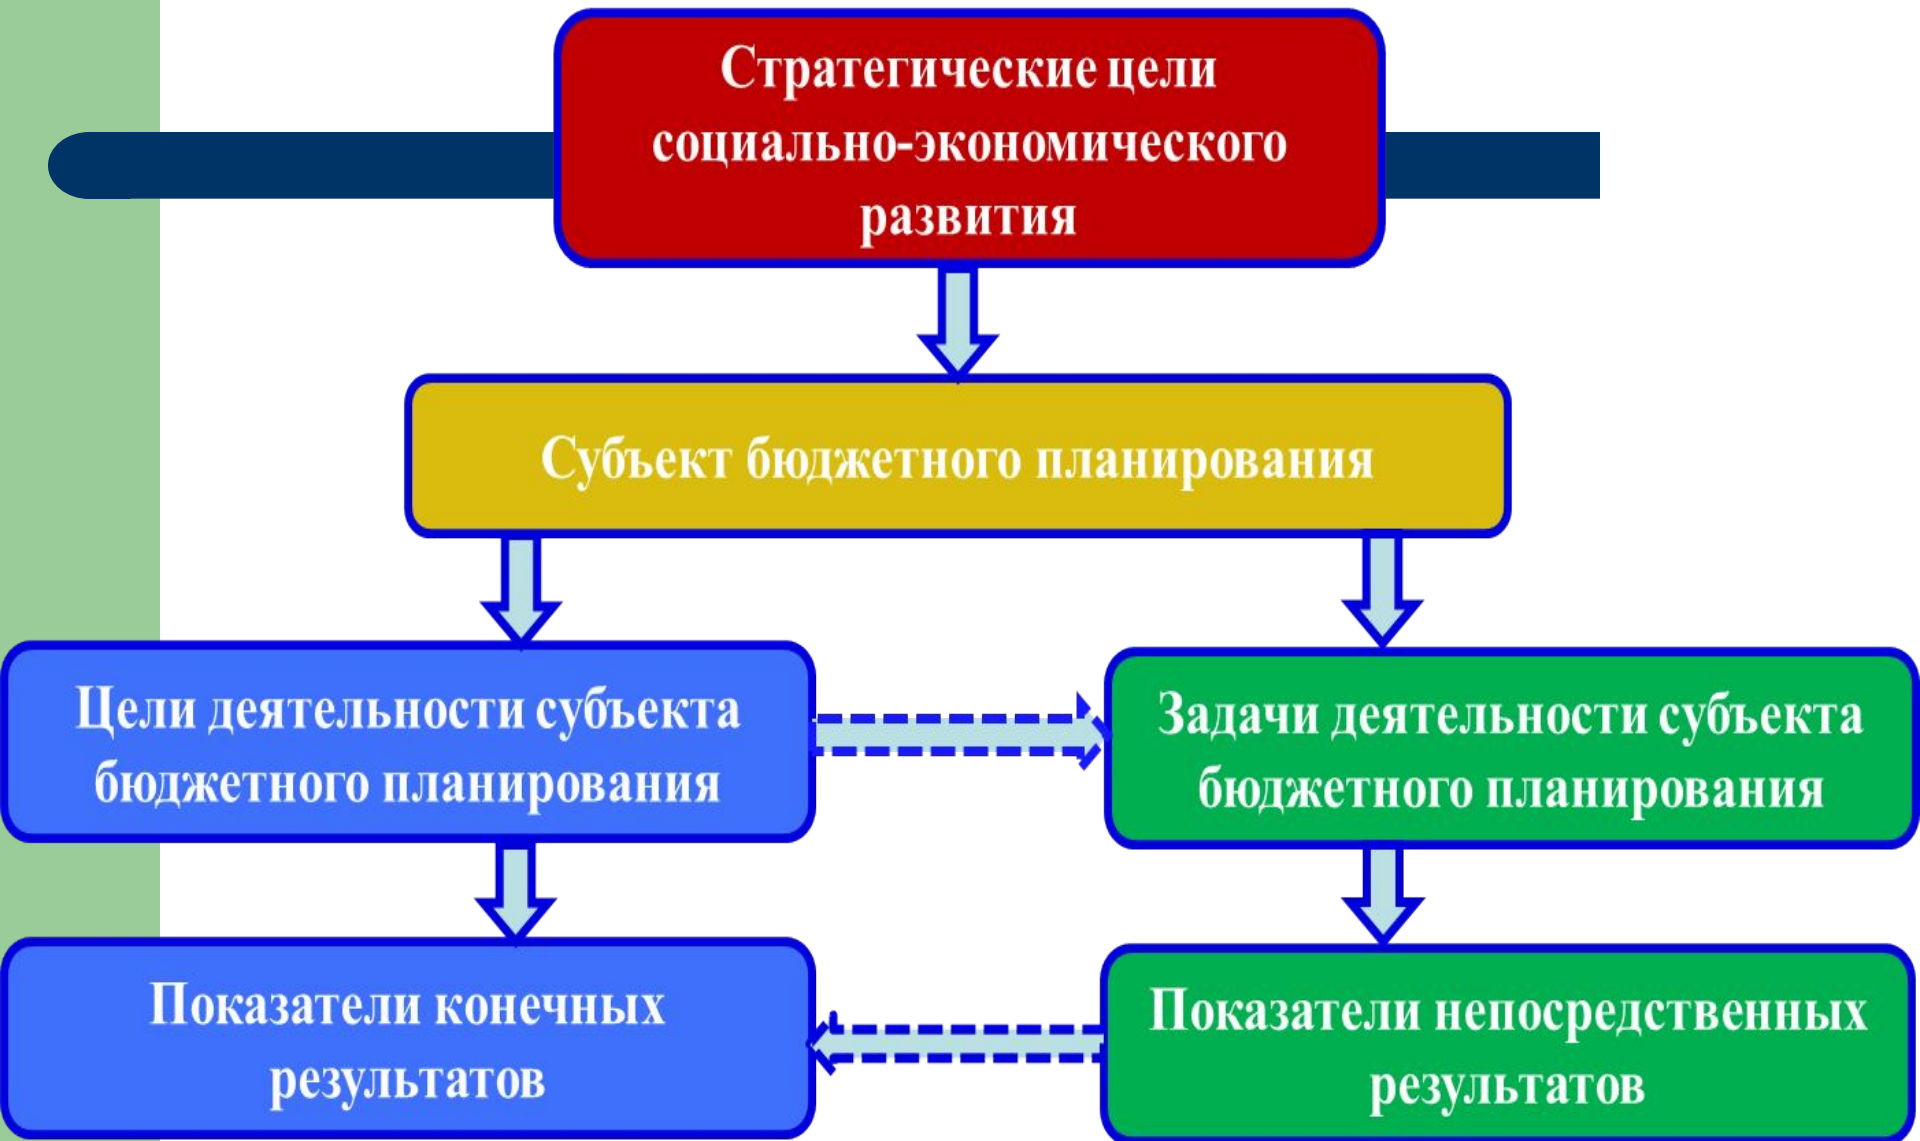 Стратегические цели
социально-экономического
развития
Субъект бюджетного планирования
Цели деятельности субъекта
бюджетного планирования
Задачи деятельности субъекта
бюджетного планирования
Показатели конечных
результатов
Показатели непосредственных
результатов